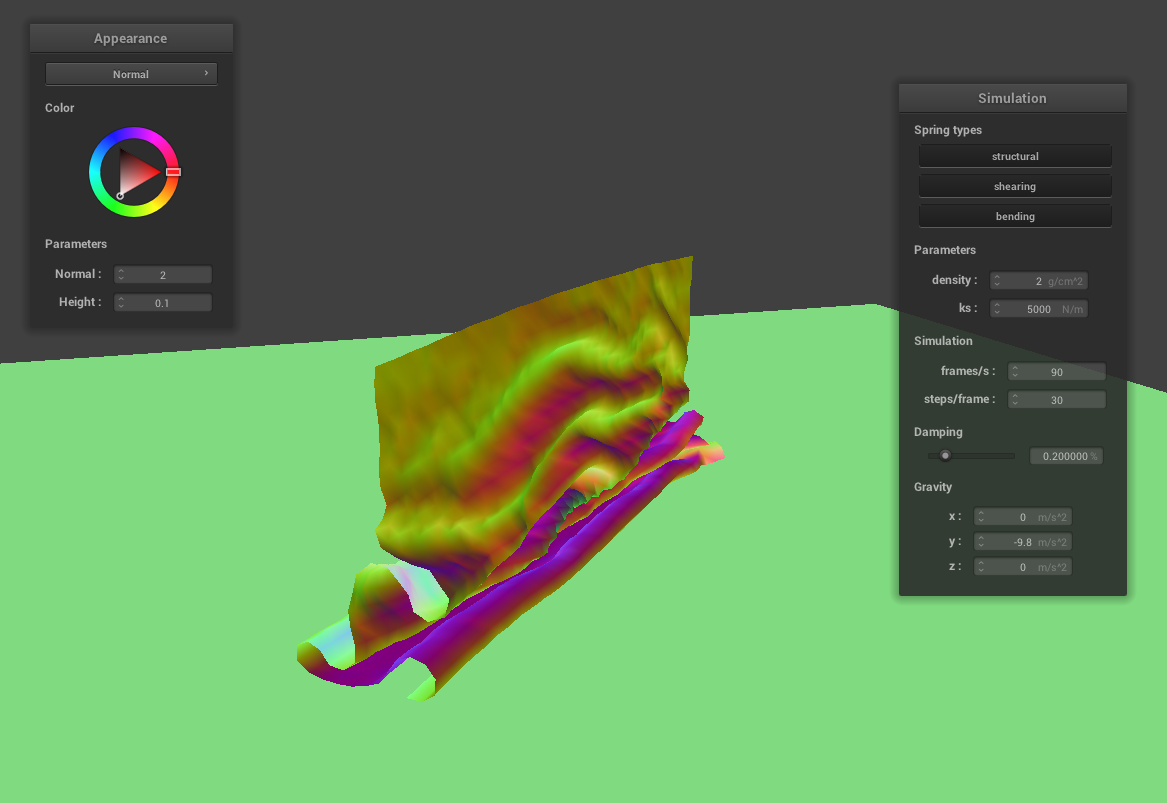 Appearance
Normal
Color
Parameters
Normal : 2
Height : 0.1
Simulation
Spring types
structural
shearing
bending
Parameters
density : 2 g/cm^2
ks : 5000 N/m
Simulation
frames/s : 90
steps/frame : 30
Damping
0.200000 %
Gravity
x : 0 m/s^2
y : -9.8 m/s^2
z : 0 m/s^2